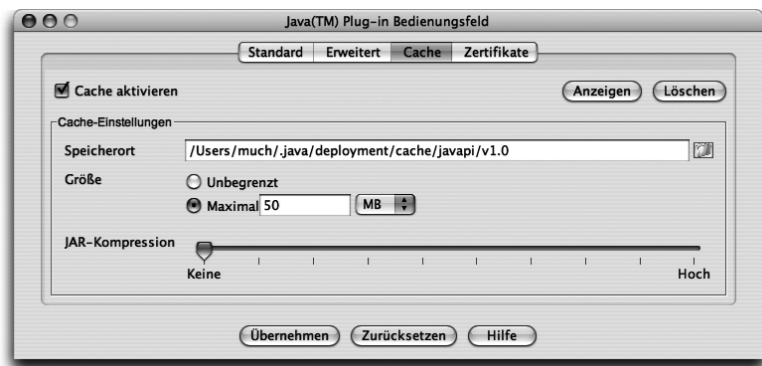 Java(TM) Plug-in Bedienungsfeld
Standard Erweitert Cache Zertifikate
Cache aktivieren Anzeigen Löschen
Cache-Einstellungen
Speicherort /Users/much/.java/deployment/cache/javapi/v1.0
Größe Unbegrenzt
Maximal 50 MB
JAR-Kompression
Keine Hoch
Übernehmen Zurücksetzen Hilfe